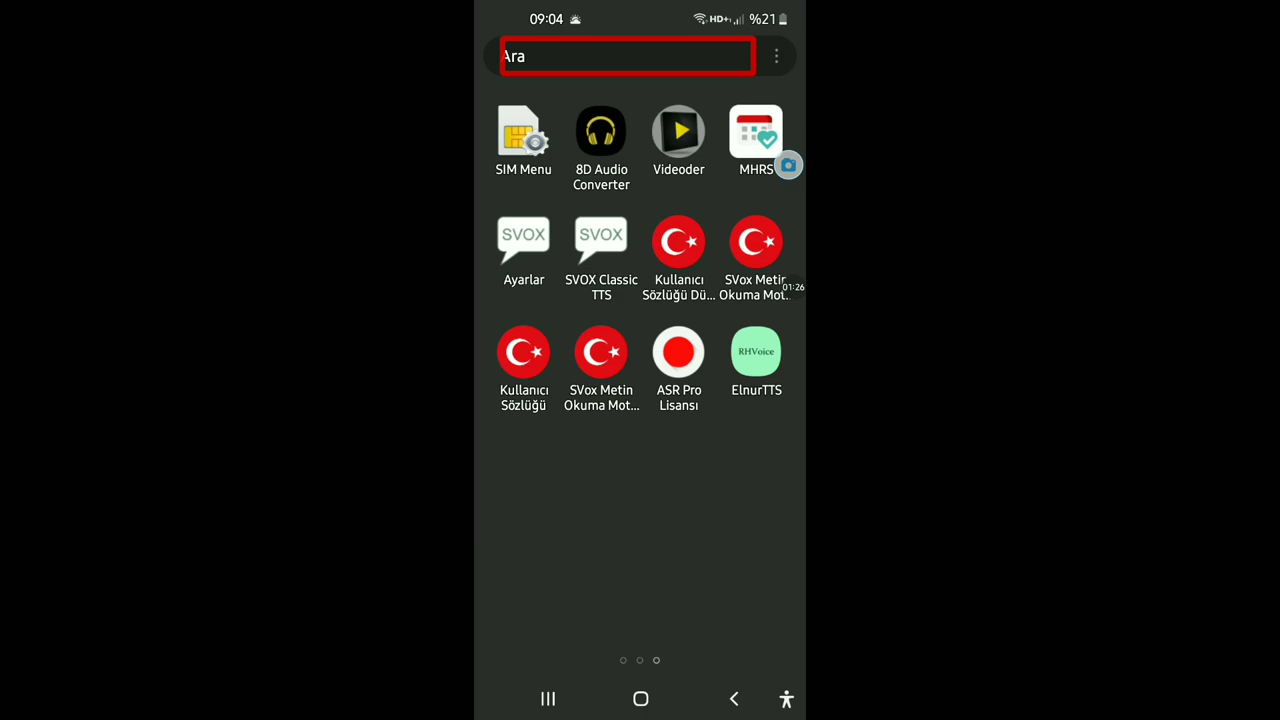 09:04 HD+ %21
Ara
SIM Menu
8D Audio
Converter
Videoder
MHRS
SVOX
Ayarlar
SVOX
SVOX Classic
TTS
Kullanıcı
Sözlüğü Dü...
SVox Metin
Okuma Mot...
01:26
Kullanıcı
Sözlüğü
SVox Metin
Okuma Mot...
ASR Pro
Lisansı
RHVoice
ElnurTTS